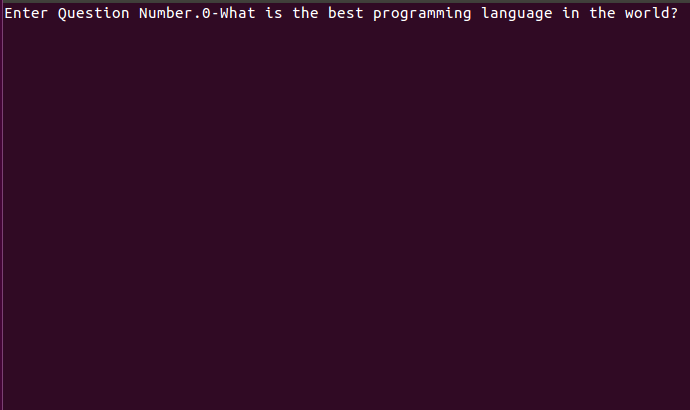 Enter Question Number.0-What is the best programming language in the world?